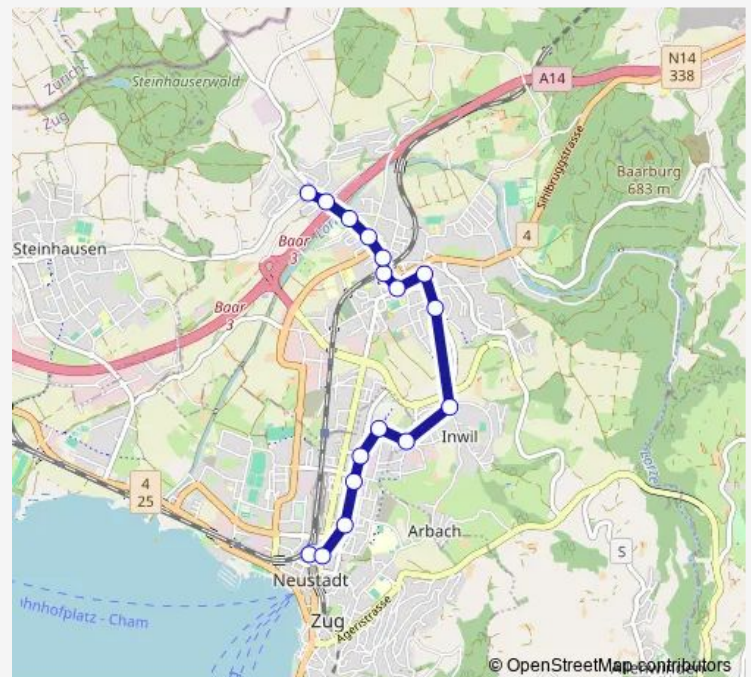 Zürich
Zug
Steinhauserwald
A14
N14
338
Sihlbruggstrasse
Baarburg
683 m
4
Steinhausen
Baar
3
Baar
3
Inwil
Lorze
4
25
Arbach
S
Neustadt
Zug
Ägeristrasse
ahnhofplatz - Cham
© OpenStreetMap contributors